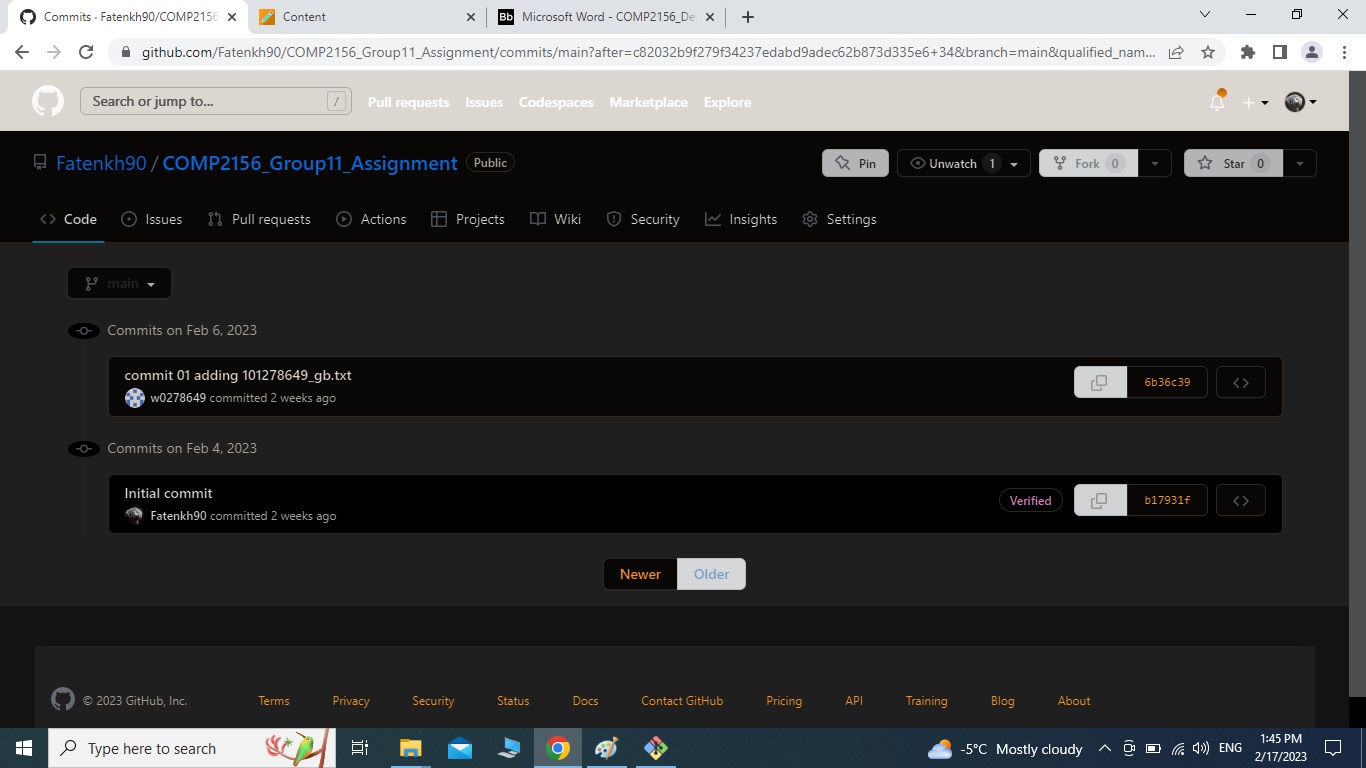 Commits · Fatenkh90/COMP2156
Content
Bb Microsoft Word - COMP2156_De
github.com/Fatenkh90/COMP2156_Group11_Assignment/commits/main?after=c82032b9f279f34237edabd9adec62b873d335e6+34&branch=main&qualified_nam...
Search or jump to... / Pull requests Issues Codespaces Marketplace Explore
Fatenkh90 / COMP2156_Group11_Assignment Public Pin Unwatch 1 Fork 0 Star 0
Code Issues Pull requests Actions Projects Wiki Security Insights Settings
main
Commits on Feb 6, 2023
commit 01 adding 101278649_gb.txt
w0278649 committed 2 weeks ago
6b36c39
Commits on Feb 4, 2023
Initial commit
Fatenkh90 committed 2 weeks ago
Verified b17931f
Newer Older
© 2023 GitHub, Inc. Terms Privacy Security Status Docs Contact GitHub Pricing API Training Blog About
Type here to search
-5°C Mostly cloudy ENG
1:45 PM
2/17/2023